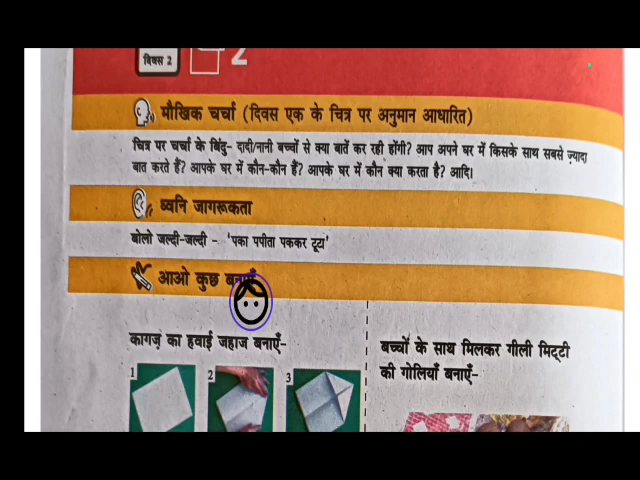 दिवस 2
2
मौखिक चर्चा (दिवस एक के चित्र पर अनुमान आधारित)
चित्र पर चर्चा के बिंदु- दादी/नानी बच्चों से क्या बातें कर रही होंगी? आप अपने घर में किसके साथ सबसे ज़्यादा
बात करते हैं? आपके घर में कौन-कौन हैं? आपके घर में कौन क्या करता है? आदि।
ध्वनि जागरूकता
बोलो जल्दी-जल्दी - 'पका पपीता पककर टूटा'
आओ कुछ बनाएँ
कागज़ का हवाई जहाज बनाएँ-
बच्चों के साथ मिलकर गीली मिट्टी
की गोलियाँ बनाएँ-
1 2 3